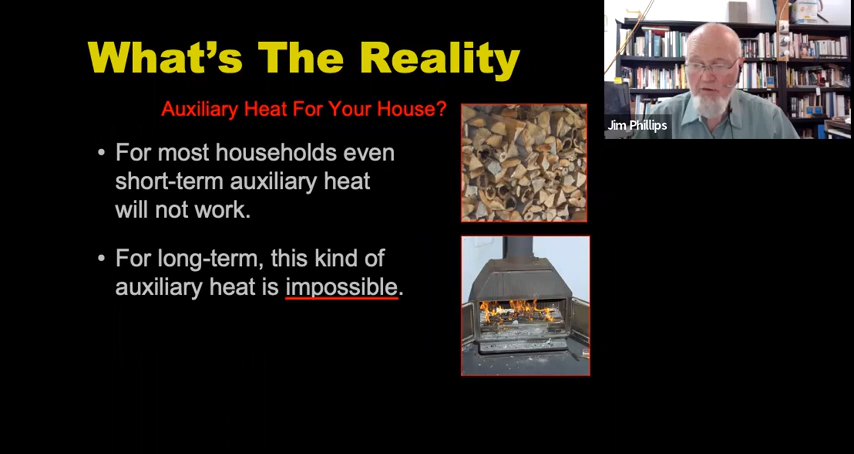 What's The Reality
Auxiliary Heat For Your House?
• For most households even
short-term auxiliary heat
will not work.
• For long-term, this kind of
auxiliary heat is impossible.
Jim Phillips